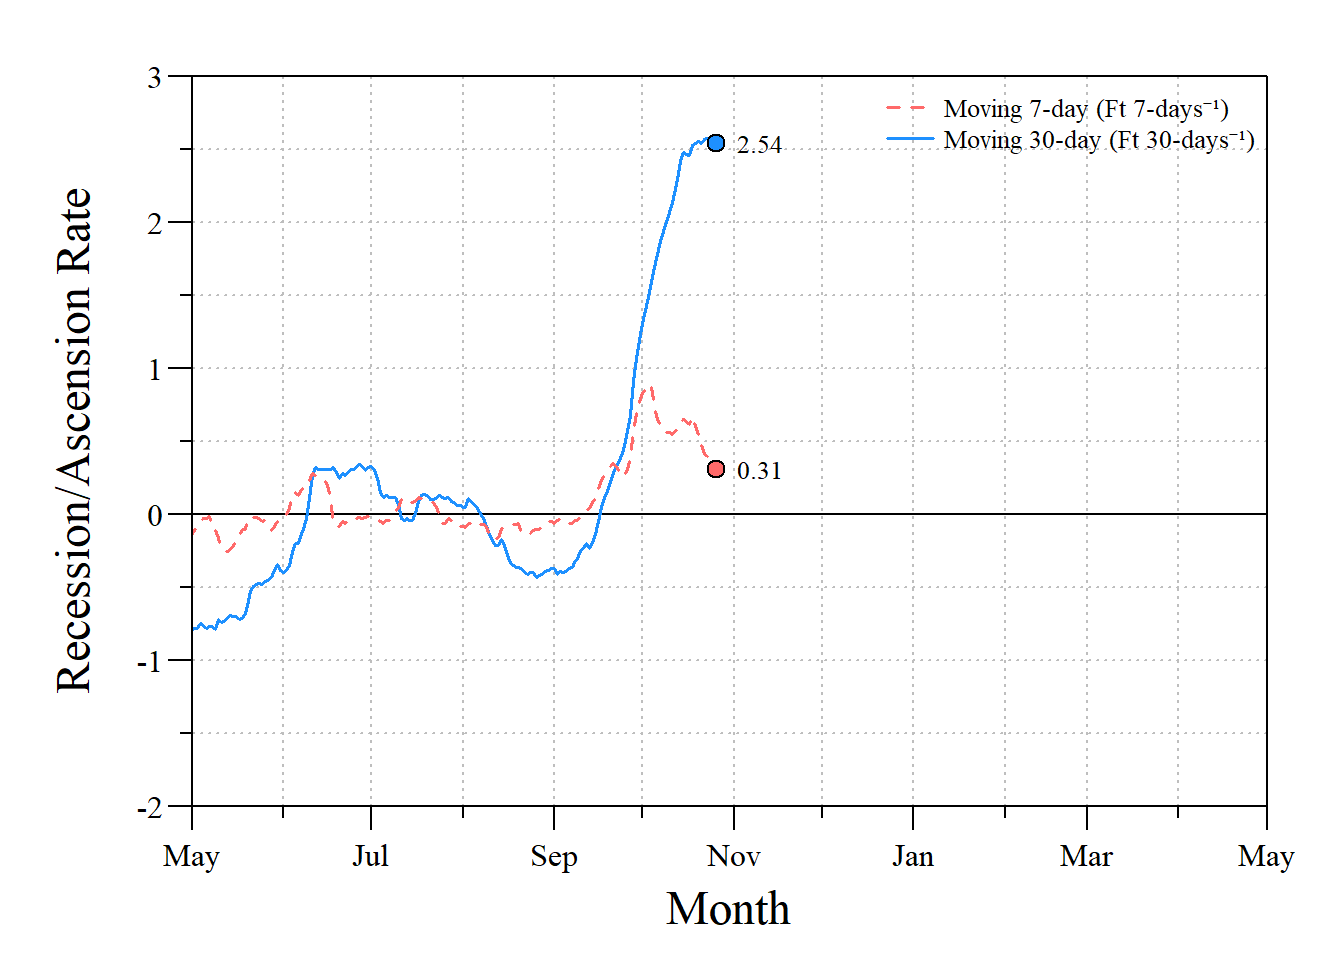 3
Moving 7-day (Ft 7-days⁻¹)
Moving 30-day (Ft 30-days⁻¹)
2.54
2
1
0.31
0
-1
-2
Recession/Ascension Rate
May Jul Sep Nov Jan Mar May
Month